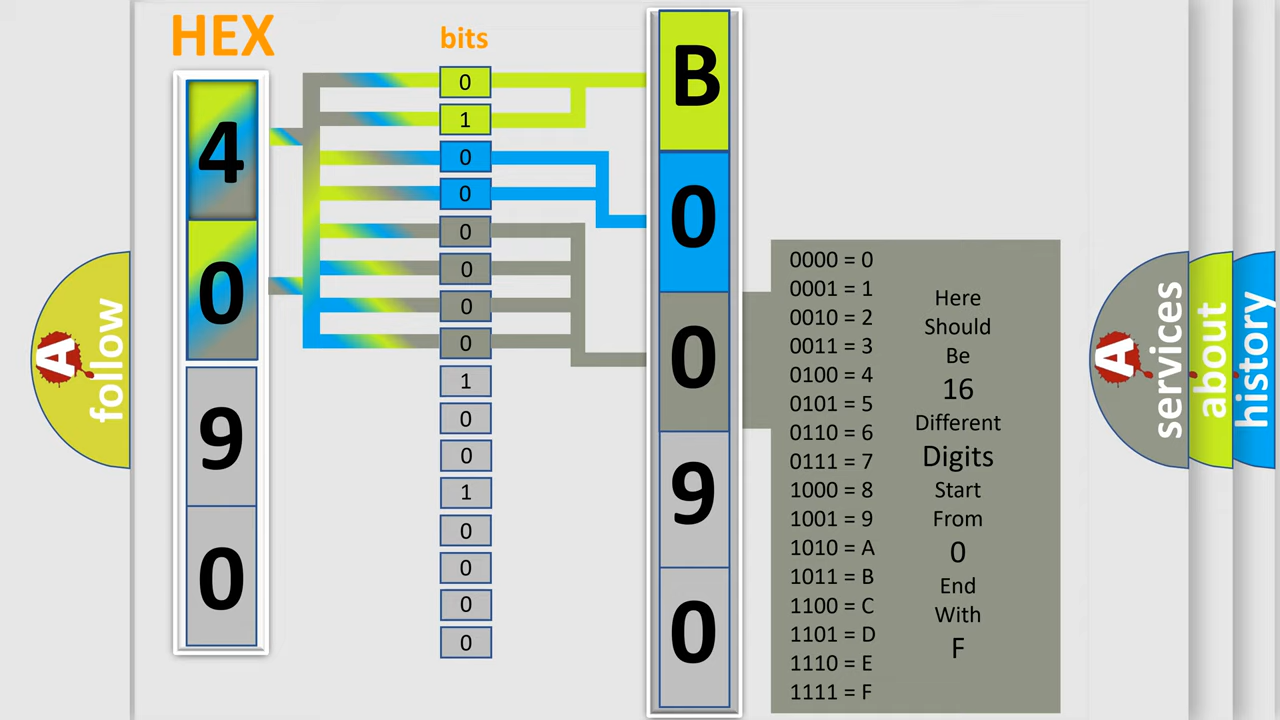 HEX
bits
4
0
9
0
0
1
0
0
0
0
0
0
1
0
0
1
0
0
0
0
B
0
0
9
0
0000 = 0
0001 = 1
0010 = 2
0011 = 3
0100 = 4
0101 = 5
0110 = 6
0111 = 7
1000 = 8
1001 = 9
1010 = A
1011 = B
1100 = C
1101 = D
1110 = E
1111 = F
Here
Should
Be
16
Different
Digits
Start
From
0
End
With
F
A
follow
A
services
about
history